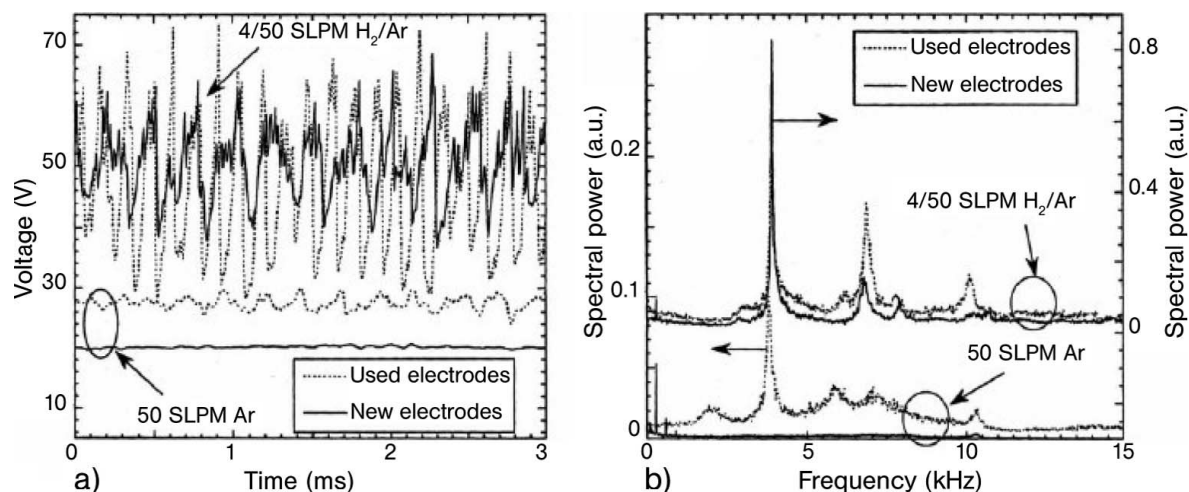 70
50
30
10
Voltage (V)
4/50 SLPM H₂/Ar
Used electrodes
New electrodes
50 SLPM Ar
0
1
2
3
a)
Time (ms)
Used electrodes
New electrodes
0.2
0.1
0
Spectral power (a.u.)
0.8
0.4
0
Spectral power (a.u.)
4/50 SLPM H₂/Ar
50 SLPM Ar
0
5
10
15
b)
Frequency (kHz)